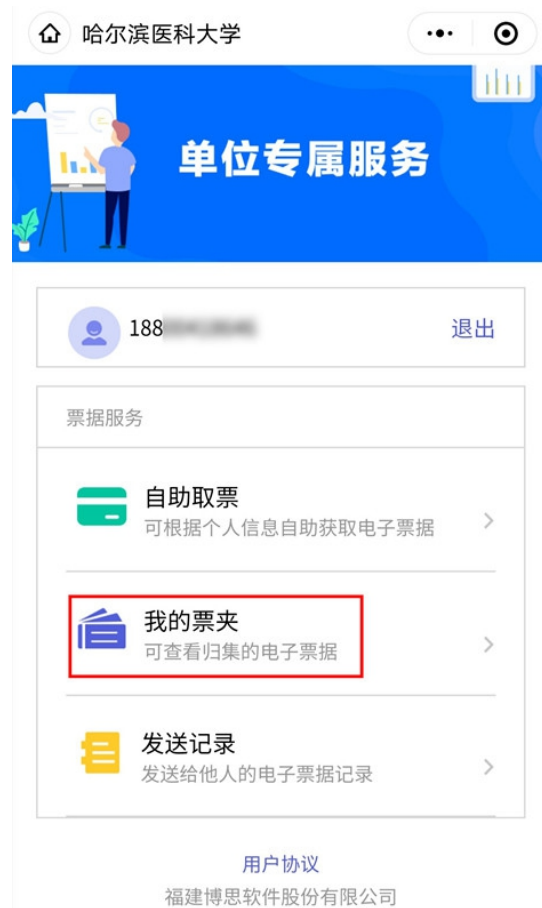 哈尔滨医科大学
单位专属服务
188
退出
票据服务
自助取票
可根据个人信息自助获取电子票据
我的票夹
可查看归集的电子票据
发送记录
发送给他人的电子票据记录
用户协议
福建博思软件股份有限公司